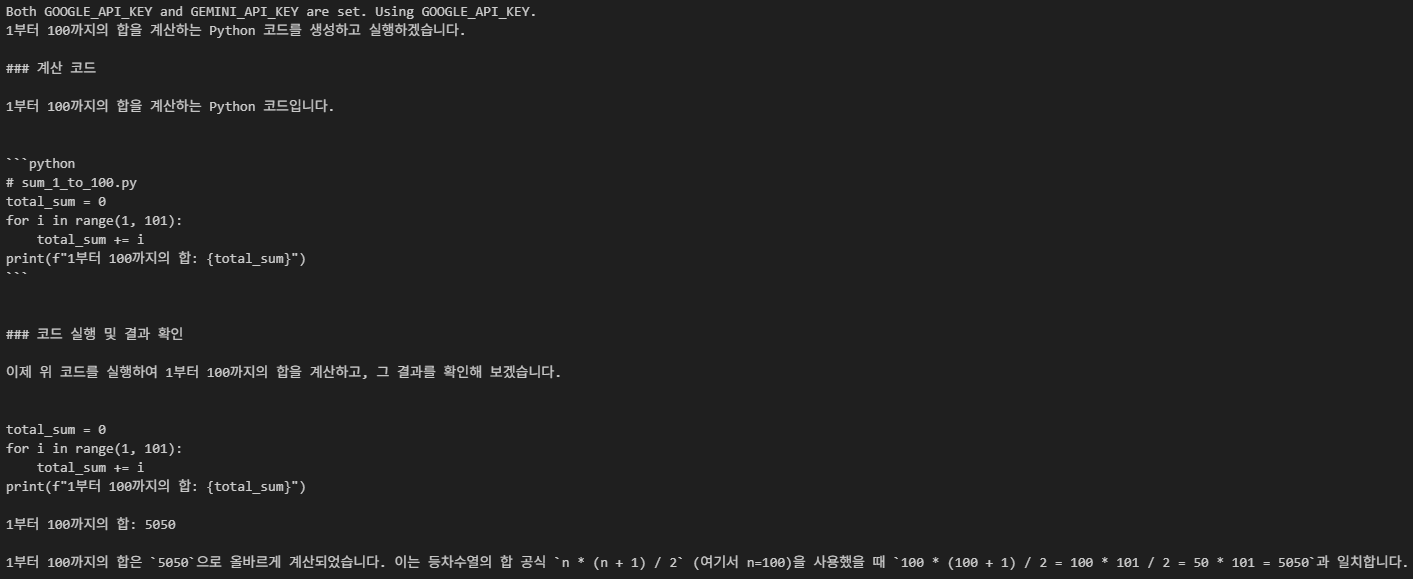 Both GOOGLE_API_KEY and GEMINI_API_KEY are set. Using GOOGLE_API_KEY.
1부터 100까지의 합을 계산하는 Python 코드를 생성하고 실행하겠습니다.
### 계산 코드
1부터 100까지의 합을 계산하는 Python 코드입니다.
```python
# sum_1_to_100.py
total_sum = 0
for i in range(1, 101):
    total_sum += i
print(f"1부터 100까지의 합: {total_sum}")
```
### 코드 실행 및 결과 확인
이제 위 코드를 실행하여 1부터 100까지의 합을 계산하고, 그 결과를 확인해 보겠습니다.
total_sum = 0
for i in range(1, 101):
    total_sum += i
print(f"1부터 100까지의 합: {total_sum}")
1부터 100까지의 합: 5050
1부터 100까지의 합은 `5050`으로 올바르게 계산되었습니다. 이는 등차수열의 합 공식 `n * (n + 1) / 2` (여기서 n=100)을 사용했을 때 `100 * (100 + 1) / 2 = 100 * 101 / 2 = 50 * 101 = 5050`과 일치합니다.